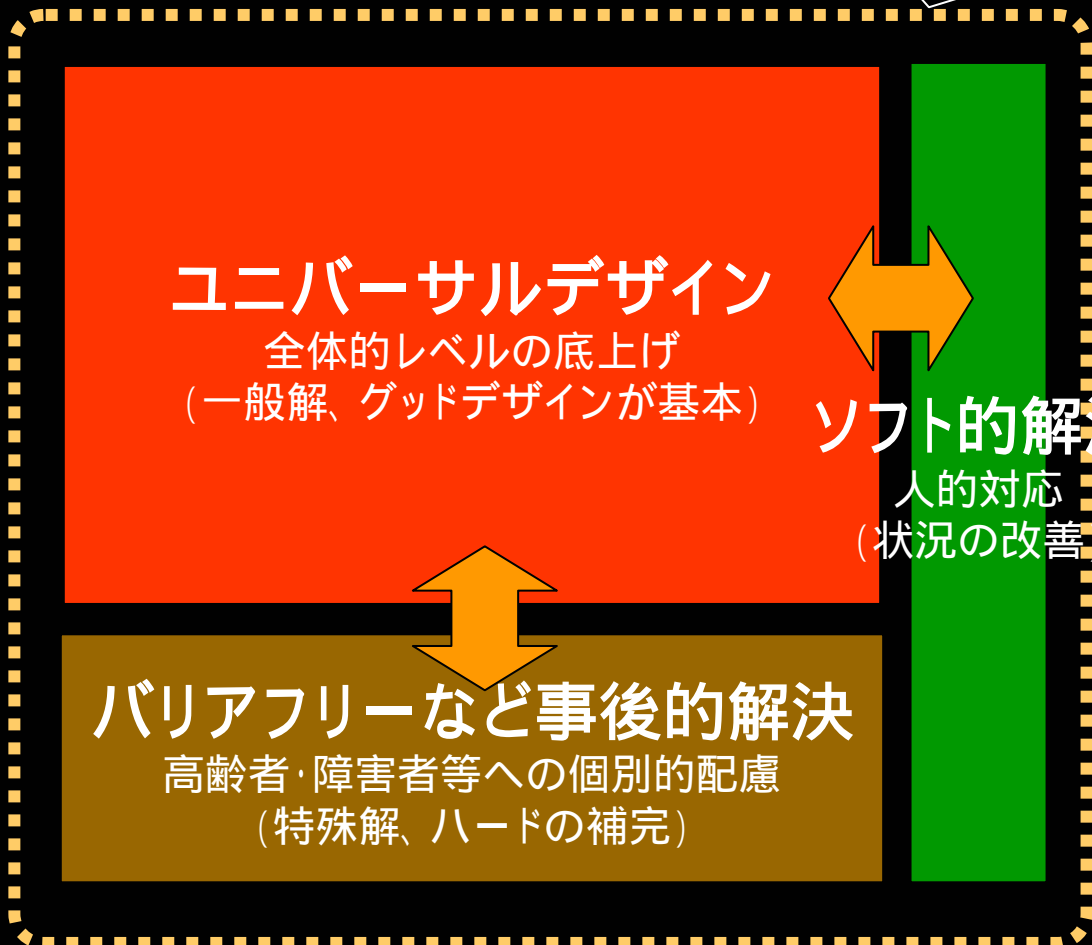 ユニバーサルデザイン
全体的レベルの底上げ
(一般解、グッドデザインが基本)
ソフト的解
人的対応
(状況の改善
バリアフリーなど事後的解決
高齢者・障害者等への個別的配慮
(特殊解、ハードの補完)